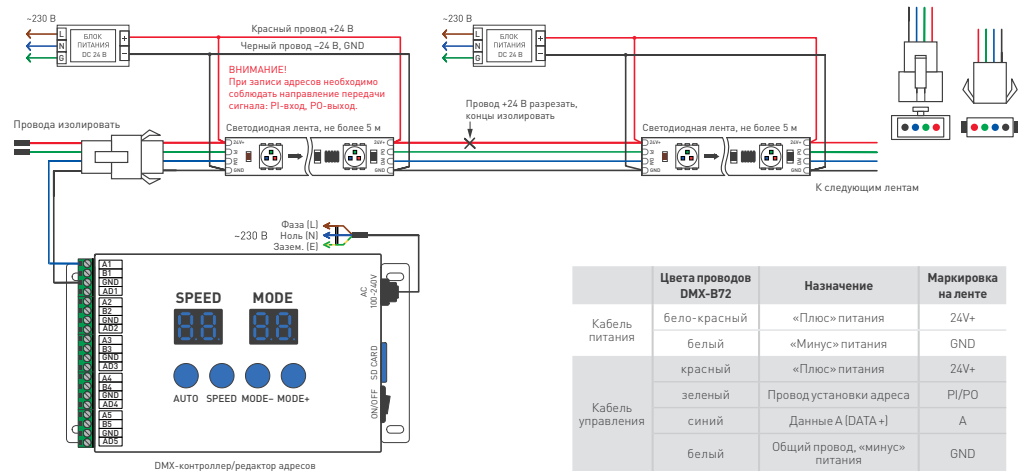 ~230 В
L
N
G
БЛОК
ПИТАНИЯ
DC 24 В
+
−
Красный провод +24 В
Черный провод −24 В, GND
ВНИМАНИЕ!
При записи адресов необходимо
соблюдать направление передачи
сигнала: PI-вход, PO-выход.
~230 В
L
N
G
БЛОК
ПИТАНИЯ
DC 24 В
+
−
Провод +24 В разрезать,
концы изолировать
Провода изолировать
Светодиодная лента, не более 5 м
24V+
GND
24V+
GND
Светодиодная лента, не более 5 м
24V+
GND
24V+
GND
К следующим лентам
~230 В
Фаза (L)
Ноль (N)
Зазем. (E)
A1
B1
GND
AD1
A2
B2
GND
AD2
A3
B3
GND
AD3
A4
B4
GND
AD4
A5
B5
GND
AD5
SPEED
MODE
88
88
AUTO
SPEED
MODE−
MODE+
AC
100-240V
SD CARD
ON/OFF
DMX-контроллер/редактор адресов
Цвета проводов
DMX-B72
Назначение
Маркировка
на ленте
Кабель
питания
бело-красный
«Плюс» питания
24V+
белый
«Минус» питания
GND
Кабель
управления
красный
«Плюс» питания
24V+
зеленый
Провод установки адреса
PI/PO
синий
Данные A (DATA+)
A
белый
Общий провод, «минус»
питания
GND